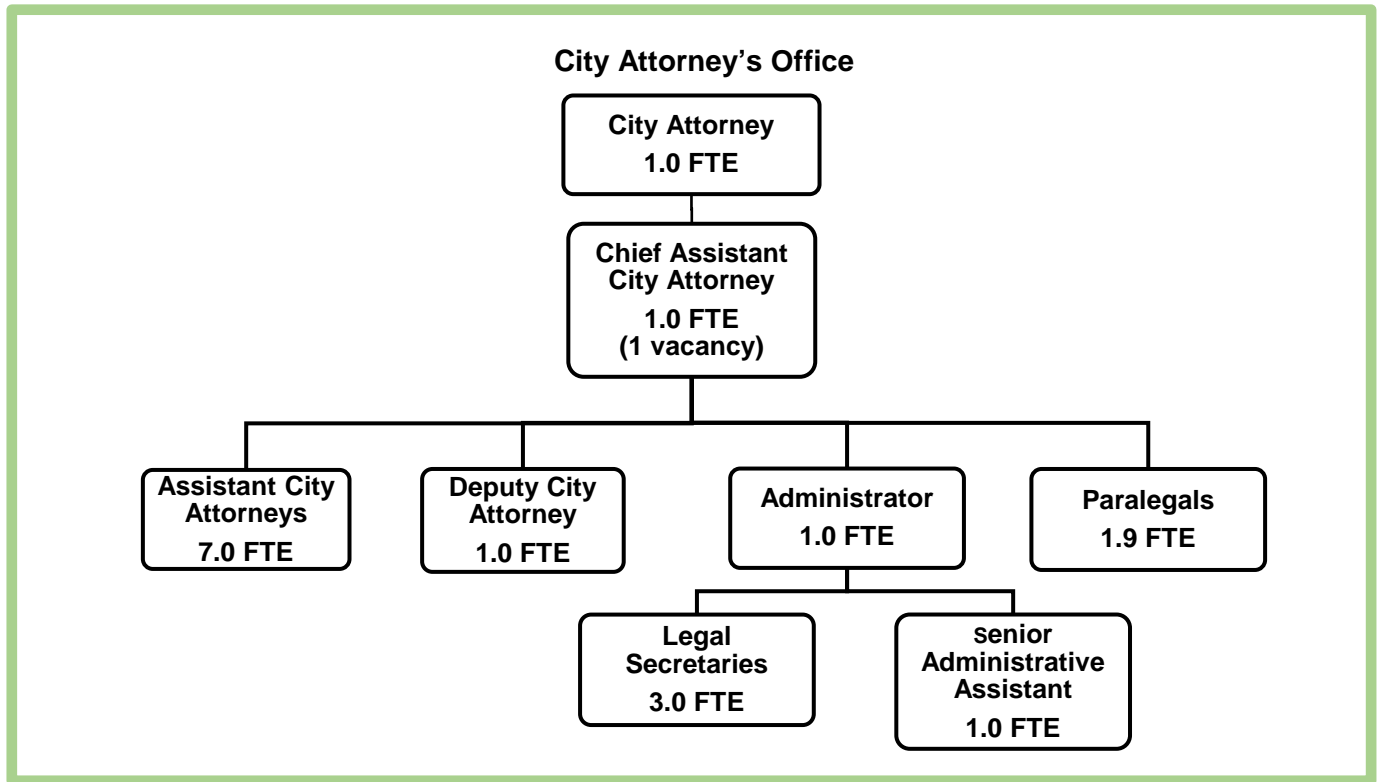 City Attorney’s Office
City Attorney
1.0 FTE
Chief Assistant
City Attorney
1.0 FTE
(1 vacancy)
Assistant City
Attorneys
7.0 FTE
Deputy City
Attorney
1.0 FTE
Administrator
1.0 FTE
Paralegals
1.9 FTE
Legal
Secretaries
3.0 FTE
senior
Administrative
Assistant
1.0 FTE